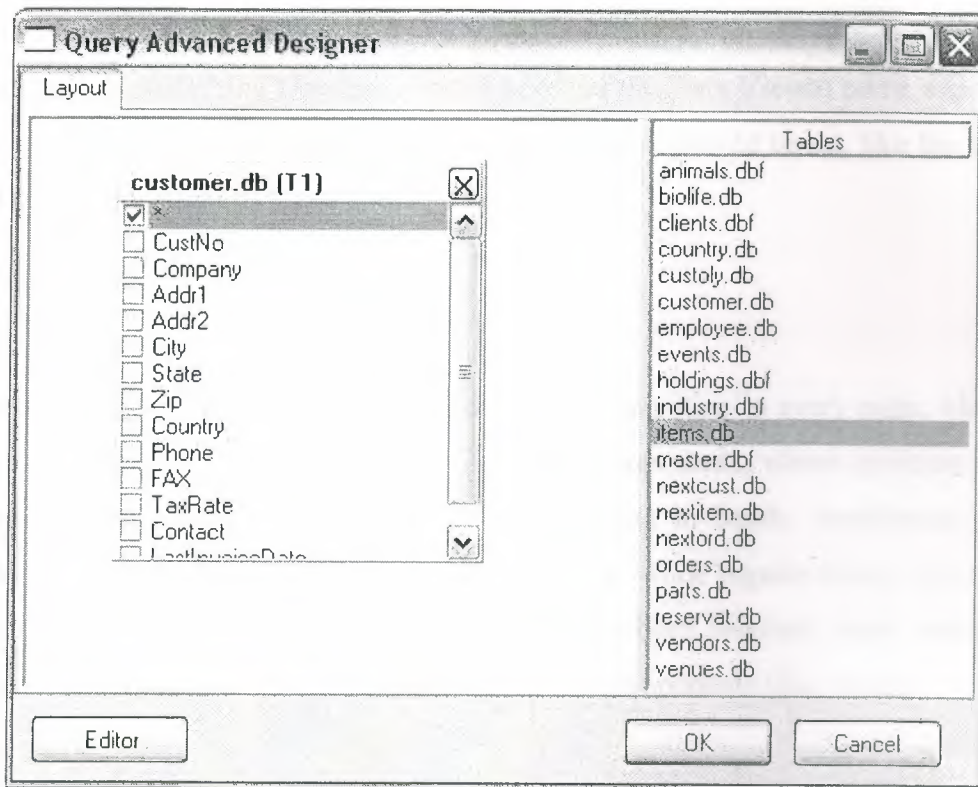 Query Advanced Designer
Layout
customer.db (T1)
*
CustNo
Company
Addr1
Addr2
City
State
Zip
Country
Phone
FAX
TaxRate
Contact
LastInvoiceDate
Tables
animals.dbf
biolife.db
clients.dbf
country.db
custoly.db
customer.db
employee.db
events.db
holdings.dbf
industry.dbf
items.db
master.dbf
nextcust.db
nextitem.db
nextord.db
orders.db
parts.db
reservat.db
vendors.db
venues.db
Editor
OK
Cancel